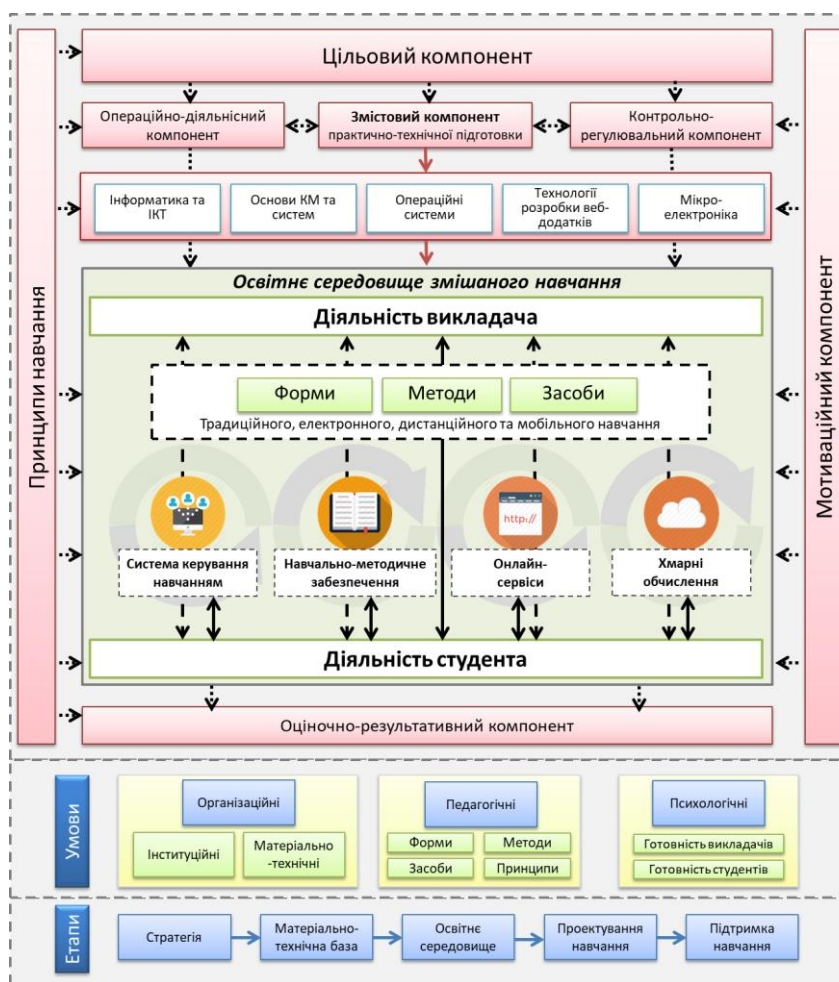 Цільовий компонент
Принципи навчання
Мотиваційний компонент
Операційно-діяльнісний
компонент
Змістовий компонент
практично-технічної підготовки
Контрольно-
регулювальний компонент
Інформатика та
ІКТ
Основи КМ та
систем
Операційні
системи
Технології
розробки веб-
додатків
Мікро-
електроніка
Освітнє середовище змішаного навчання
Діяльність викладача
Форми
Методи
Засоби
Традиційного, електронного, дистанційного та мобільного навчання
http://
Система керування
навчанням
Навчально-методичне
забезпечення
Онлайн-
сервіси
Хмарні
обчислення
Діяльність студента
Оціночно-результативний компонент
Умови
Організаційні
Інституційні
Матеріально
-технічні
Педагогічні
Форми
Методи
Засоби
Принципи
Психологічні
Готовність викладачів
Готовність студентів
Етапи
Стратегія
Матеріально-
технічна база
Освітнє
середовище
Проектування
навчання
Підтримка
навчання